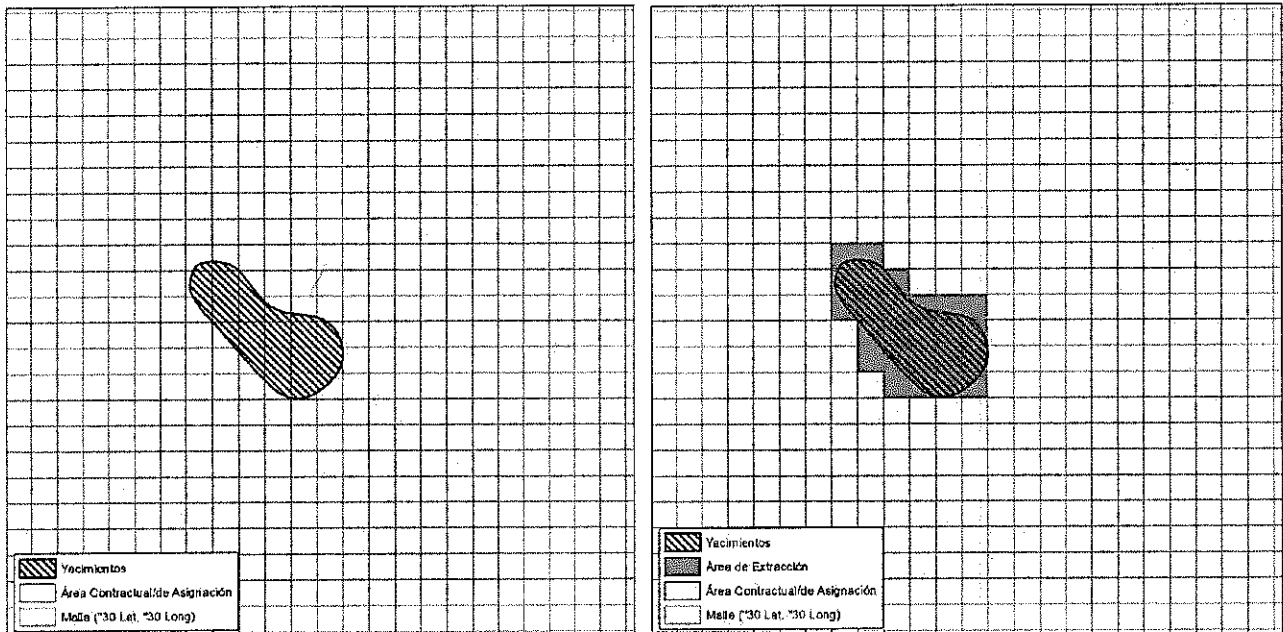 Yacimientos
Área Contractual/de Asignación
Malla ("30 Lat, "30 Long)
Yacimientos
Área de Extracción
Área Contractual/de Asignación
Malla ("30 Lat, "30 Long)